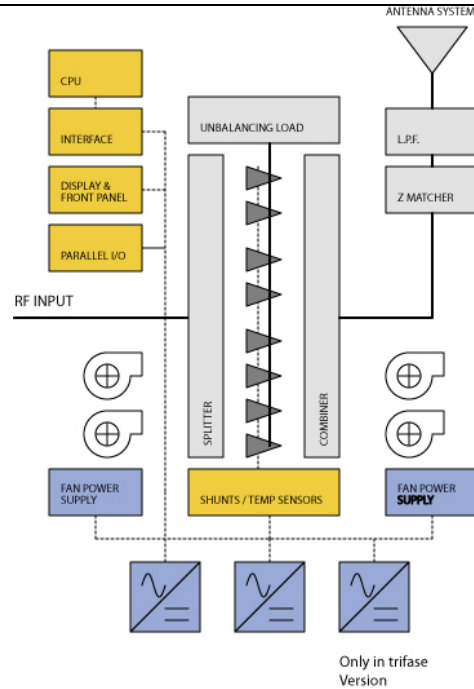 ANTENNA SYSTEM
CPU
INTERFACE
UNBALANCING LOAD
L.P.F.
DISPLAY &
FRONT PANEL
Z MATCHER
PARALLEL I/O
RF INPUT
SPLITTER
COMBINER
FAN POWER
SUPPLY
SHUNTS / TEMP SENSORS
FAN POWER
SUPPLY
Only in trifase
Version